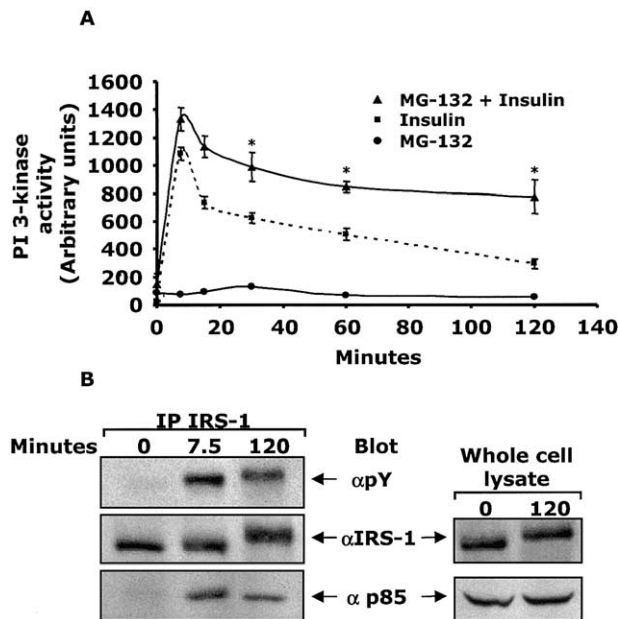 A
PI 3-kinase
activity
(Arbitrary units)
1600
1400
1200
1000
800
600
400
200
0
MG-132 + Insulin
Insulin
MG-132
*
*
*
0 20 40 60 80 100 120 140
Minutes
B
IP IRS-1
Minutes 0 7.5 120 Blot
Whole cell
lysate
0 120
αpY
αIRS-1
α p85